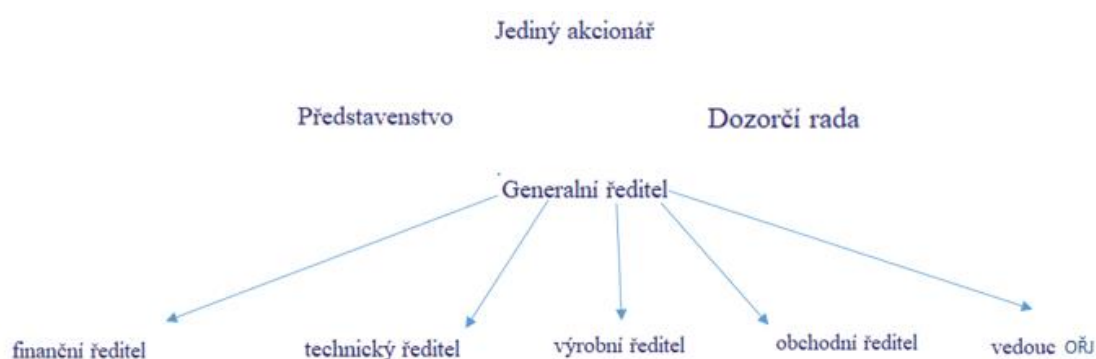 Jediný akcionář
Představenstvo
Dozorčí rada
Generalní ředitel
finanční ředitel
technický ředitel
výrobní ředitel
obchodní ředitel
vedouc OŘJ